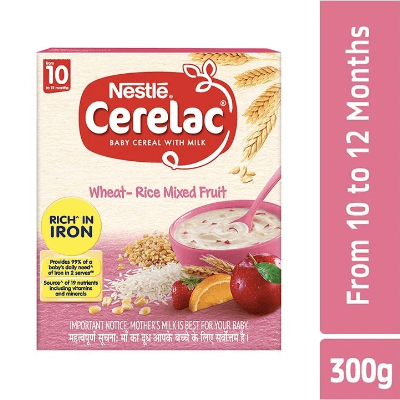 from
10
to 12 months
Nestlé
Cerelac®
BABY CEREAL WITH MILK
Wheat- Rice Mixed Fruit
RICH^ IN
IRON
Provides 99% of a
baby's daily need^
of iron in 2 serves**
Source^ of 19 nutrients
including vitamins
and minerals
IMPORTANT NOTICE: MOTHER'S MILK IS BEST FOR YOUR BABY.
महत्वपूर्ण सूचना: माँ का दूध आपके बच्चे के लिए सर्वोत्तम है।
From 10 to 12 Months
300g